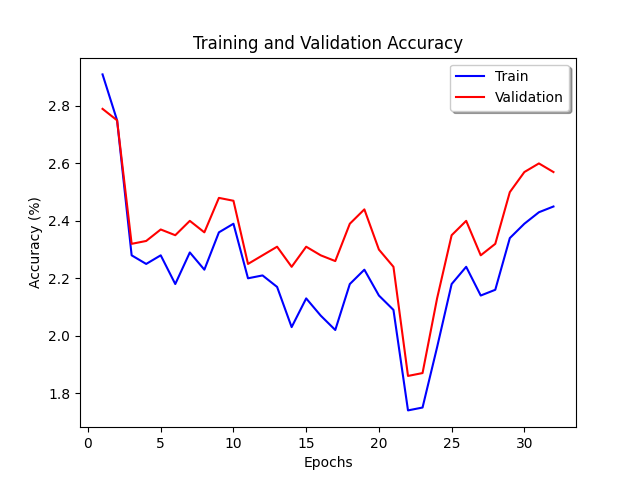 Training and Validation Accuracy
Train
Validation
Accuracy (%)
2.8
2.6
2.4
2.2
2.0
1.8
0 5 10 15 20 25 30
Epochs